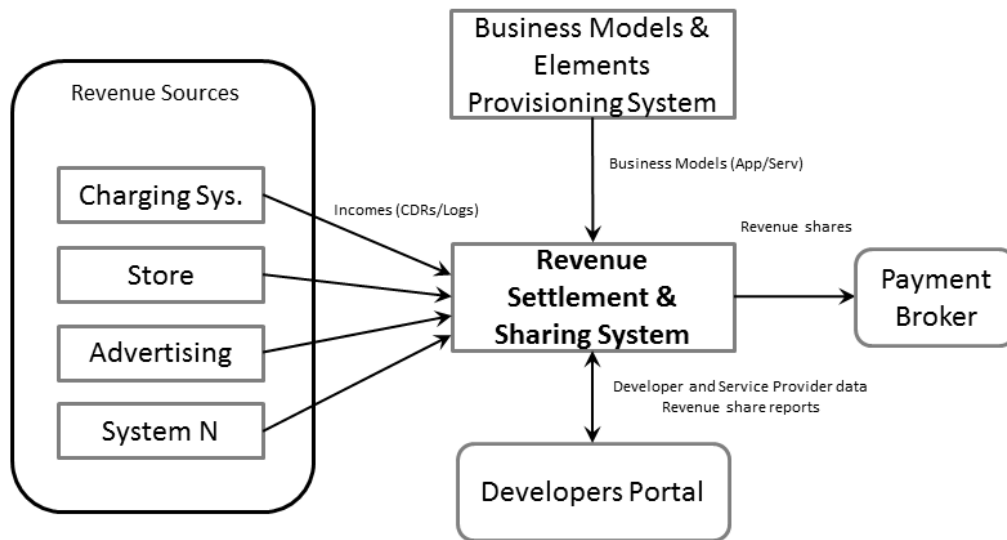 Business Models &
Elements
Provisioning System
Revenue Sources
Business Models (App/Serv)
Charging Sys.
Incomes (CDRs/Logs)
Revenue shares
Store
Revenue
Settlement &
Sharing System
Payment
Broker
Advertising
Developer and Service Provider data
Revenue share reports
System N
Developers Portal